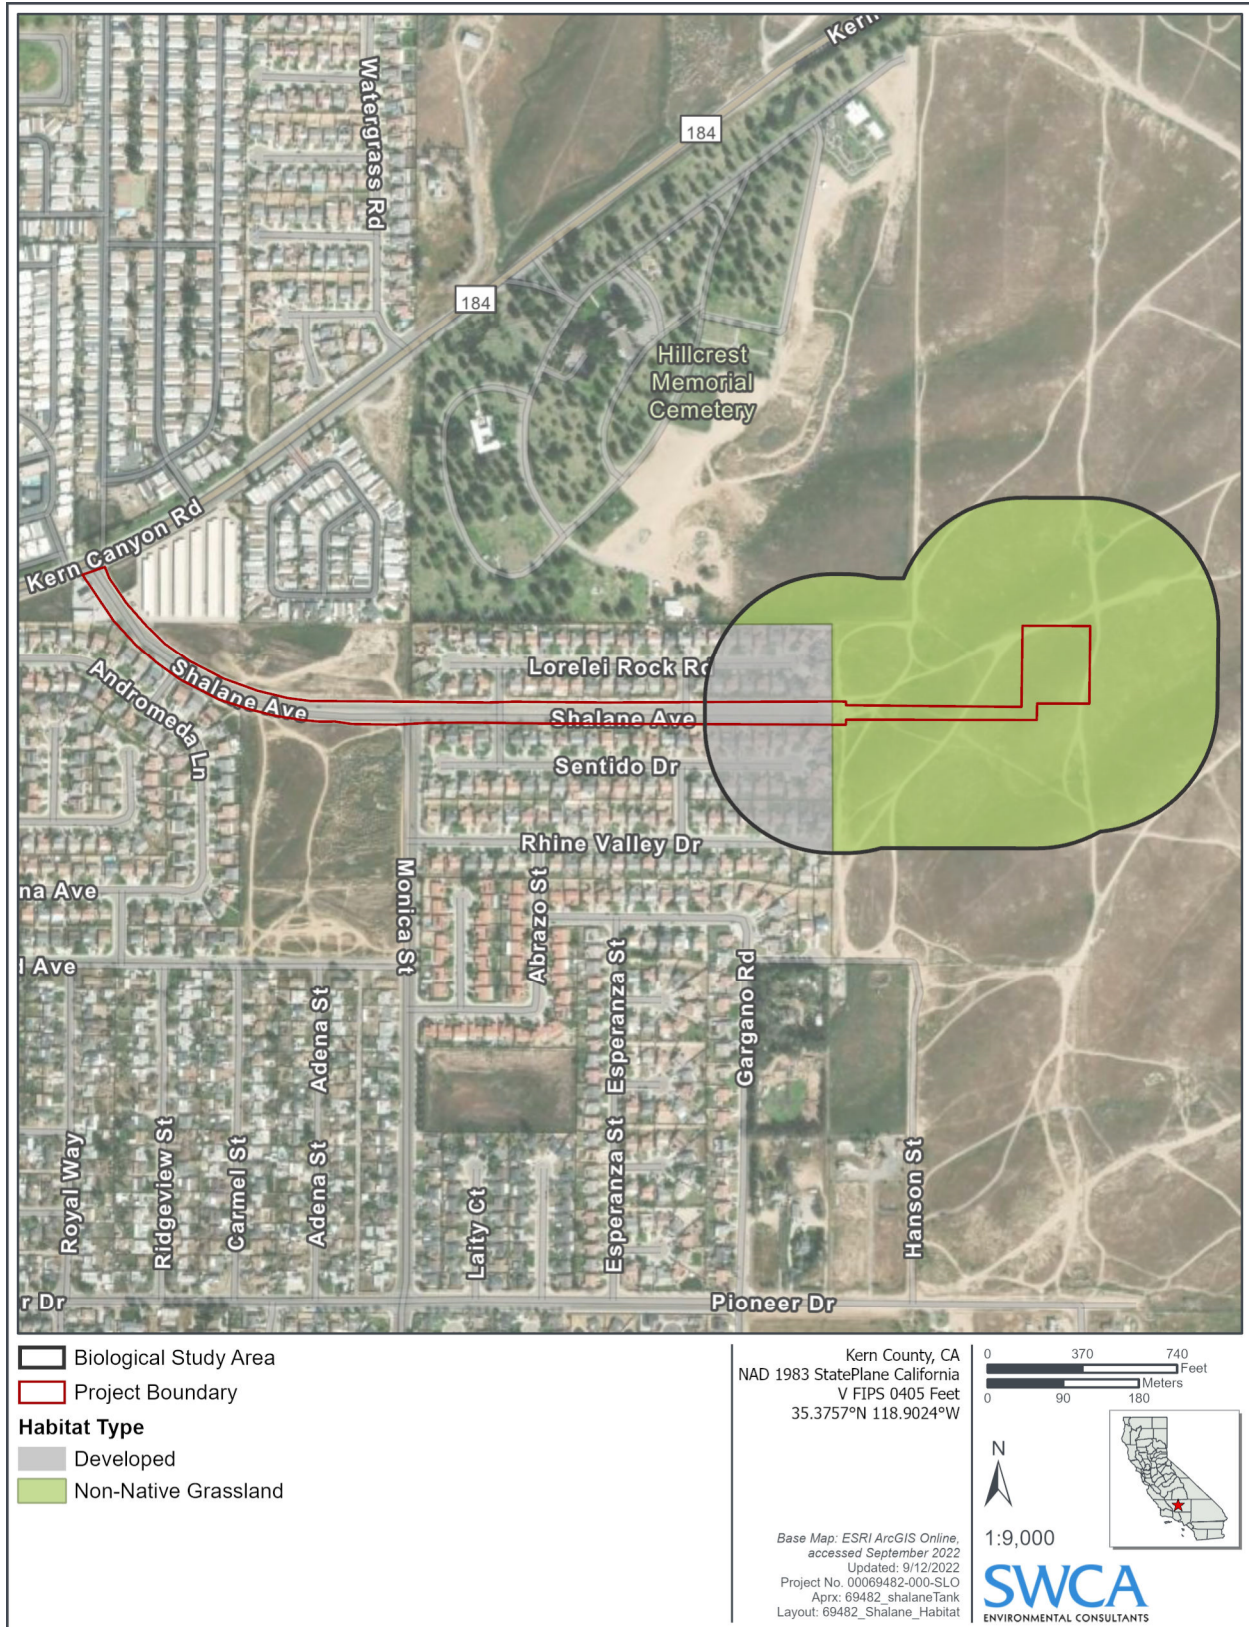 Kern
Watergrass Rd
184
184
Hillcrest
Memorial
Cemetery
Kern Canyon Rd
Shalane Ave
Andromeda Ln
Lorelei Rock Rd
Shalane Ave
Sentido Dr
Rhine Valley Dr
na Ave
Monica St
Abrazo St
d Ave
Adena St
Esperanza St
Gargano Rd
Royal Way
Ridgeview St
Carmel St
Adena St
Laity Ct
Esperanza St
Hanson St
r Dr
Pioneer Dr
Biological Study Area
Project Boundary
Habitat Type
Developed
Non-Native Grassland
Kern County, CA
NAD 1983 StatePlane California
V FIPS 0405 Feet
35.3757°N 118.9024°W
Base Map: ESRI ArcGIS Online,
accessed September 2022
Updated: 9/12/2022
Project No. 00069482-000-SLO
Aprx: 69482_shalaneTank
Layout: 69482_Shalane_Habitat
0 370 740
Feet
Meters
0 90 180
N
1:9,000
SWCA
ENVIRONMENTAL CONSULTANTS